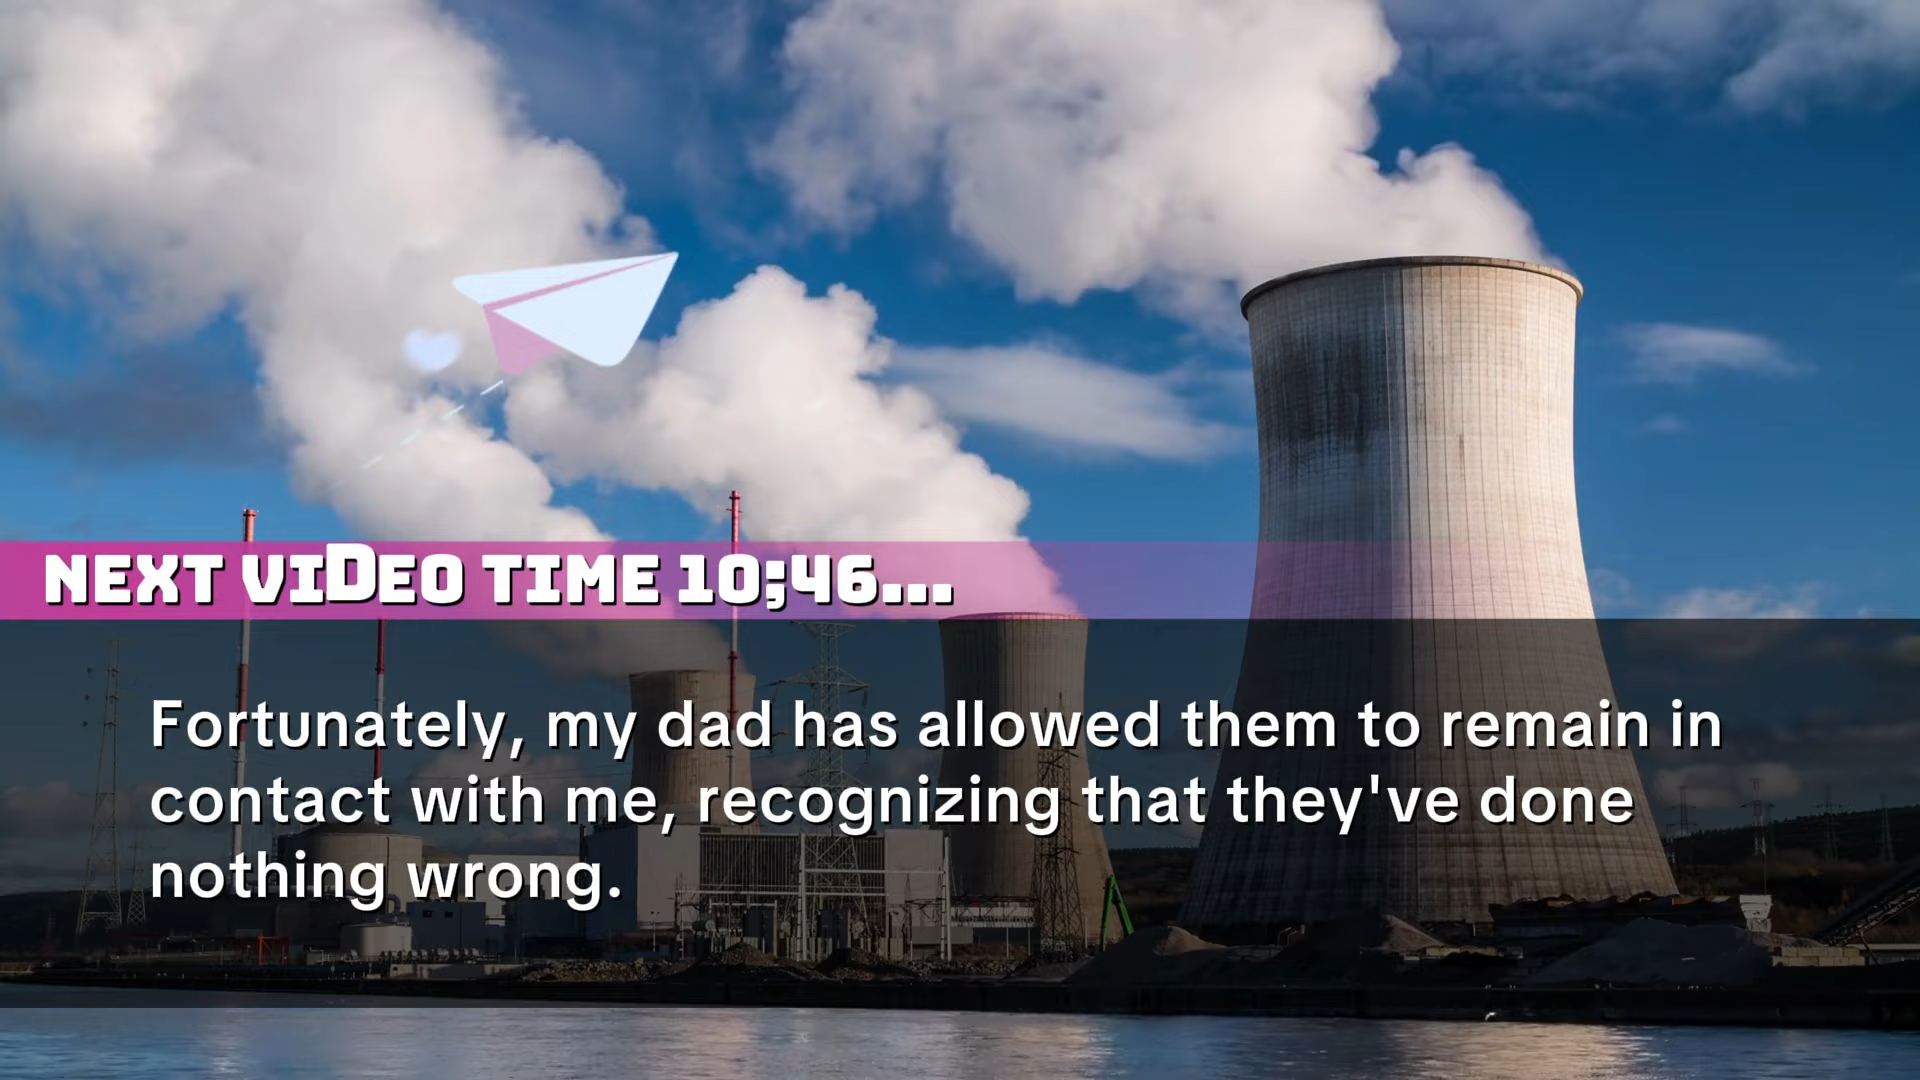 NEXT VIDEO TIME 10;46...
Fortunately, my dad has allowed them to remain in
contact with me, recognizing that they've done
nothing wrong.